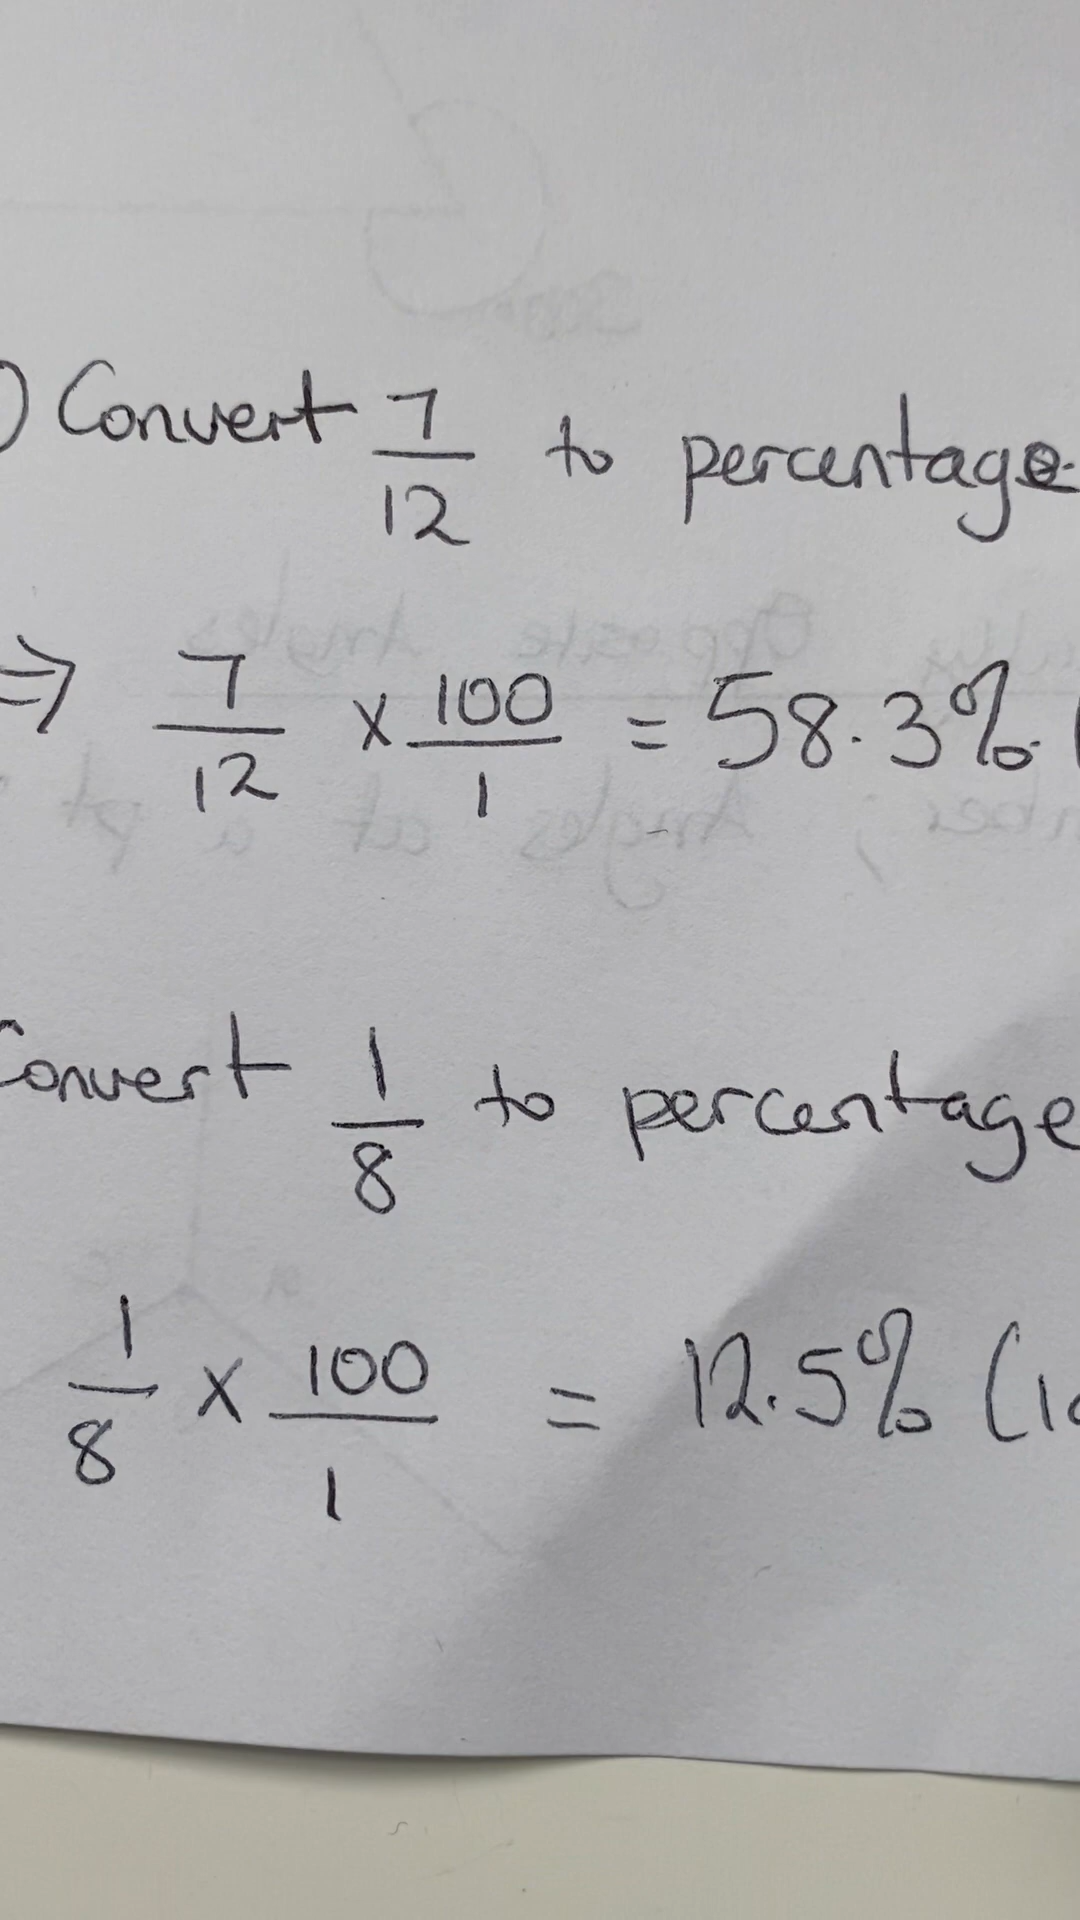 ) Convert 7/12 to percentage.
⇒ 7/12 × 100/1 = 58.3% (
Convert 1/8 to percentage
1/8 × 100/1 = 12.5% (1